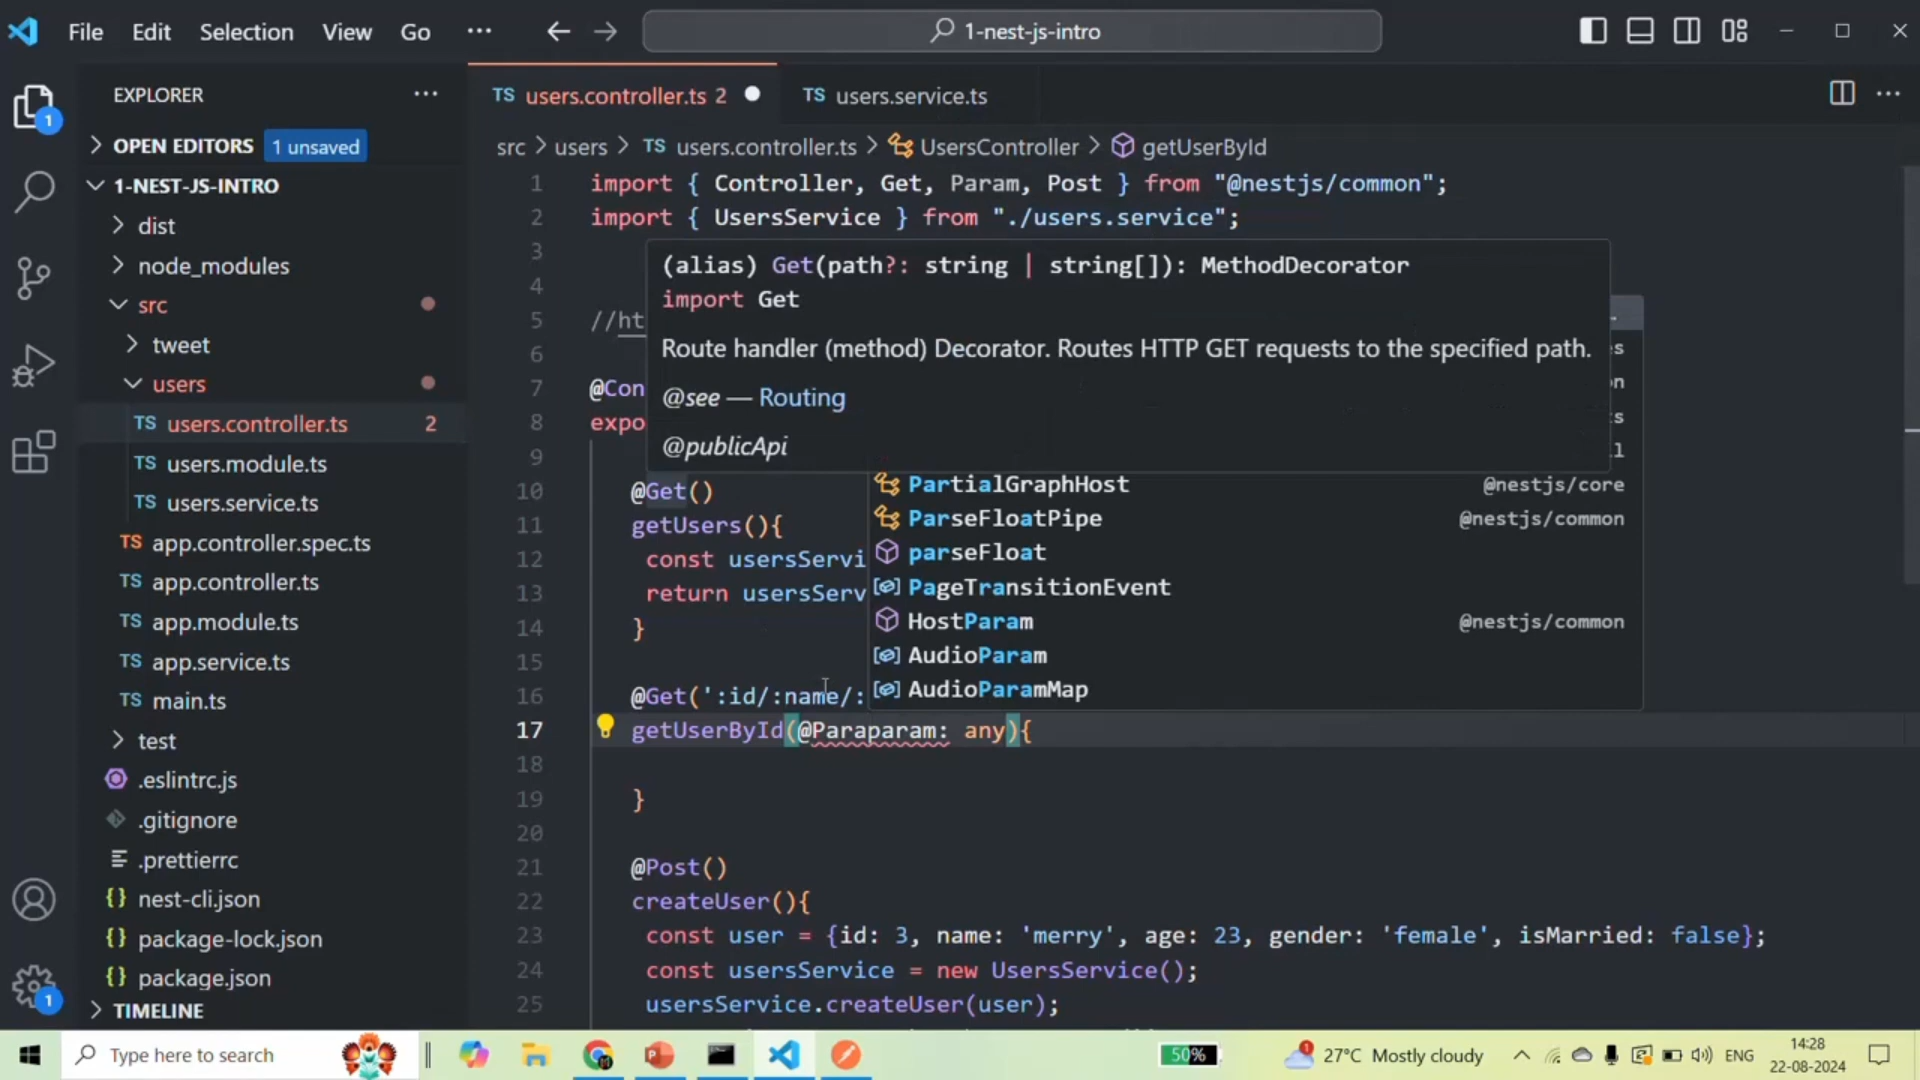 File Edit Selection View Go ··· 1-nest-js-intro
EXPLORER ···
OPEN EDITORS 1 unsaved
1-NEST-JS-INTRO
dist
node_modules
src
tweet
users
TS users.controller.ts 2
TS users.module.ts
TS users.service.ts
TS app.controller.spec.ts
TS app.controller.ts
TS app.module.ts
TS app.service.ts
TS main.ts
test
.eslintrc.js
.gitignore
.prettierrc
{} nest-cli.json
{} package-lock.json
{} package.json
TIMELINE
1
1
TS users.controller.ts 2 TS users.service.ts
src > users > TS users.controller.ts > UsersController > getUserById
1 import { Controller, Get, Param, Post } from "@nestjs/common";
2 import { UsersService } from "./users.service";
3
4
5 //ht
6
7 @Con
8 expo
9
10 @Get()
11 getUsers(){
12 const usersServi
13 return usersServ
14 }
15
16 @Get(':id/:name/:
17 getUserById(@Paraparam: any){
18
19 }
20
21 @Post()
22 createUser(){
23 const user = {id: 3, name: 'merry', age: 23, gender: 'female', isMarried: false};
24 const usersService = new UsersService();
25 usersService.createUser(user);
(alias) Get(path?: string | string[]): MethodDecorator
import Get
Route handler (method) Decorator. Routes HTTP GET requests to the specified path.
@see — Routing
@publicApi
PartialGraphHost @nestjs/core
ParseFloatPipe @nestjs/common
parseFloat
PageTransitionEvent
HostParam @nestjs/common
AudioParam
AudioParamMap
Type here to search
50%
1
27°C Mostly cloudy
ENG
14:28
22-08-2024